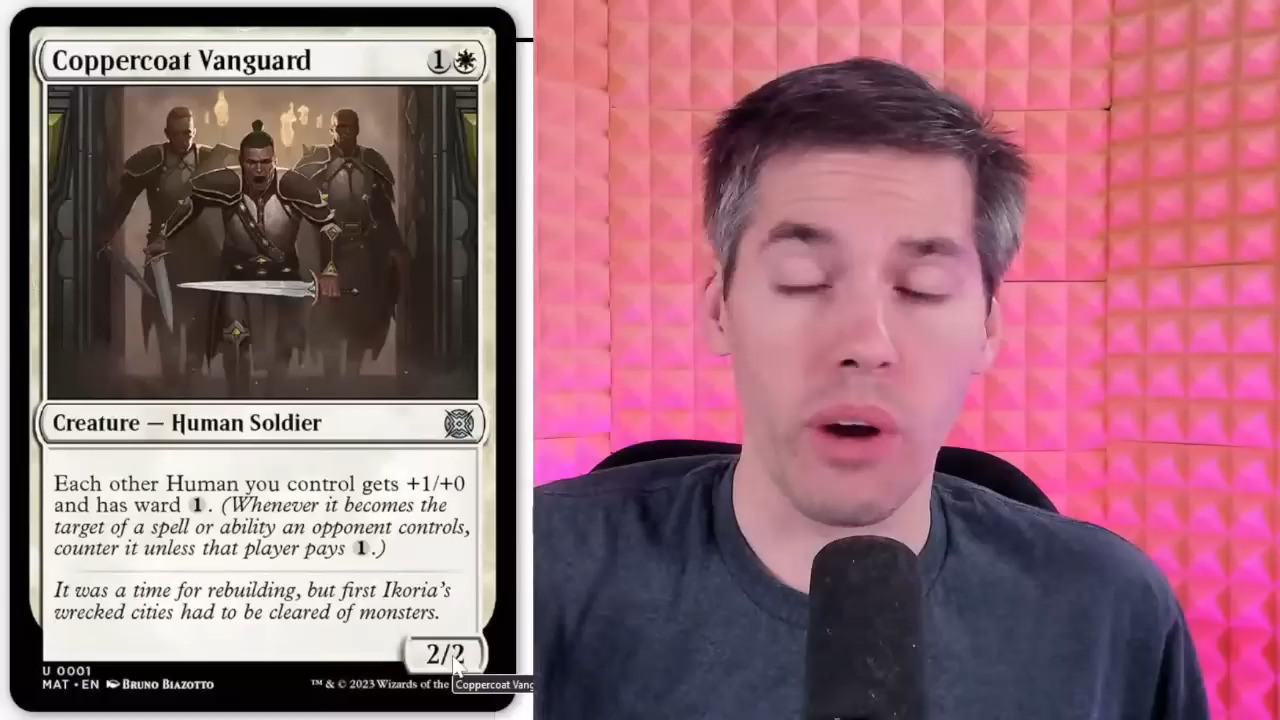 Coppercoat Vanguard 1
Creature — Human Soldier
Each other Human you control gets +1/+0
and has ward 1. (Whenever it becomes the
target of a spell or ability an opponent controls,
counter it unless that player pays 1.)
It was a time for rebuilding, but first Ikoria's
wrecked cities had to be cleared of monsters.
2/2
U 0001
MAT • EN Bruno Biazotto
™ & © 2023 Wizards of the
Coppercoat Vang